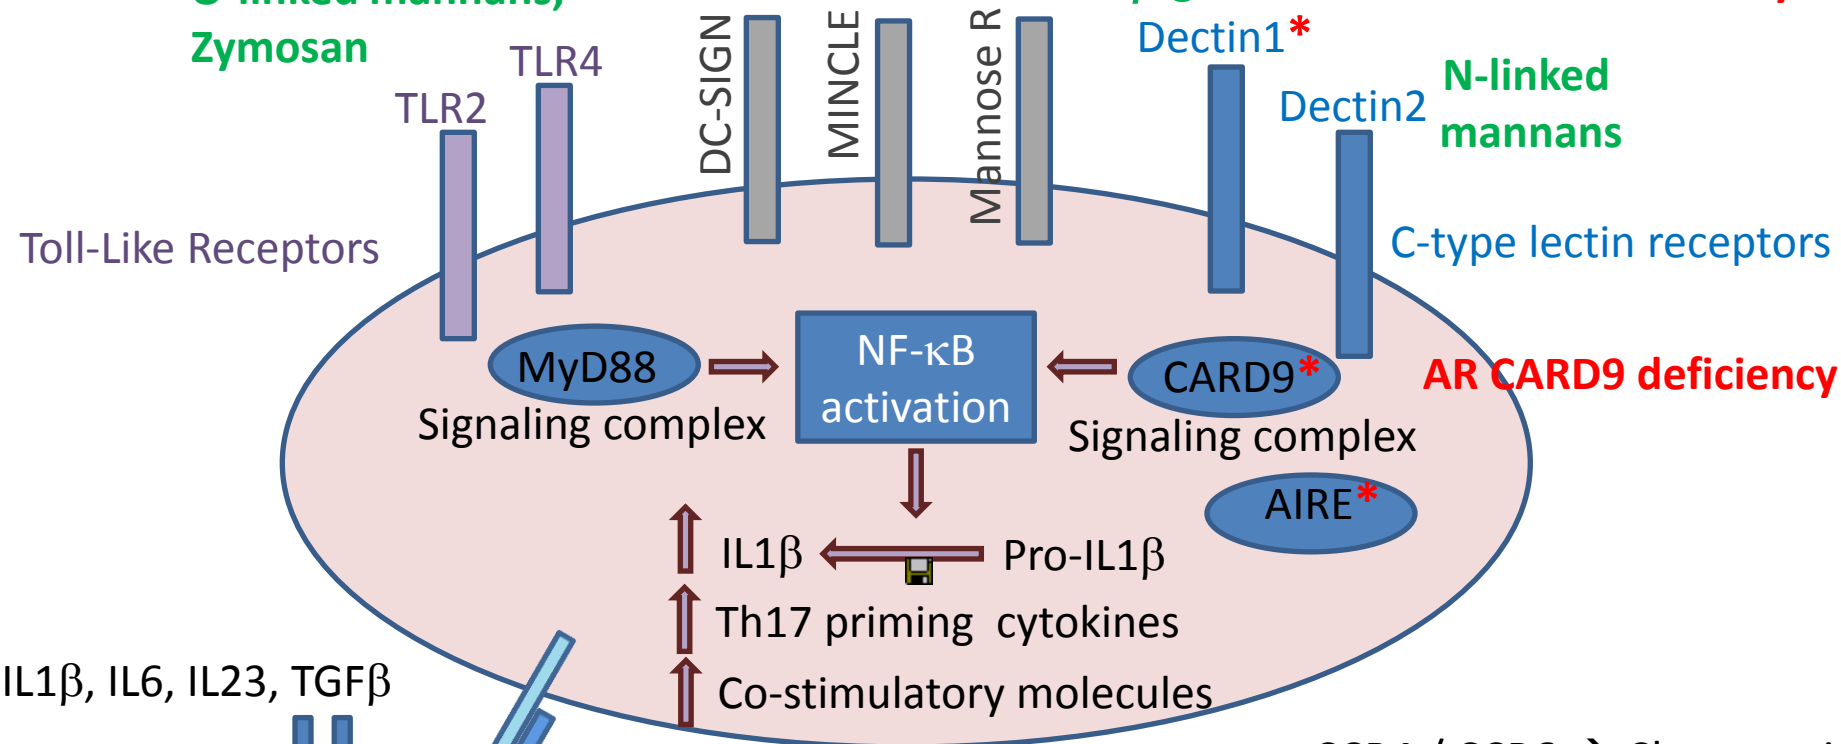 O-linked mannans,
Zymosan
TLR4
TLR2
DC-SIGN
MINCLE
Mannose R
Dectin1*
Dectin2
N-linked
mannans
Toll-Like Receptors
C-type lectin receptors
MyD88
Signaling complex
NF-κB
activation
CARD9*
Signaling complex
AR CARD9 deficiency
AIRE*
IL1β
Pro-IL1β
Th17 priming cytokines
Co-stimulatory molecules
IL1β, IL6, IL23, TGFβ